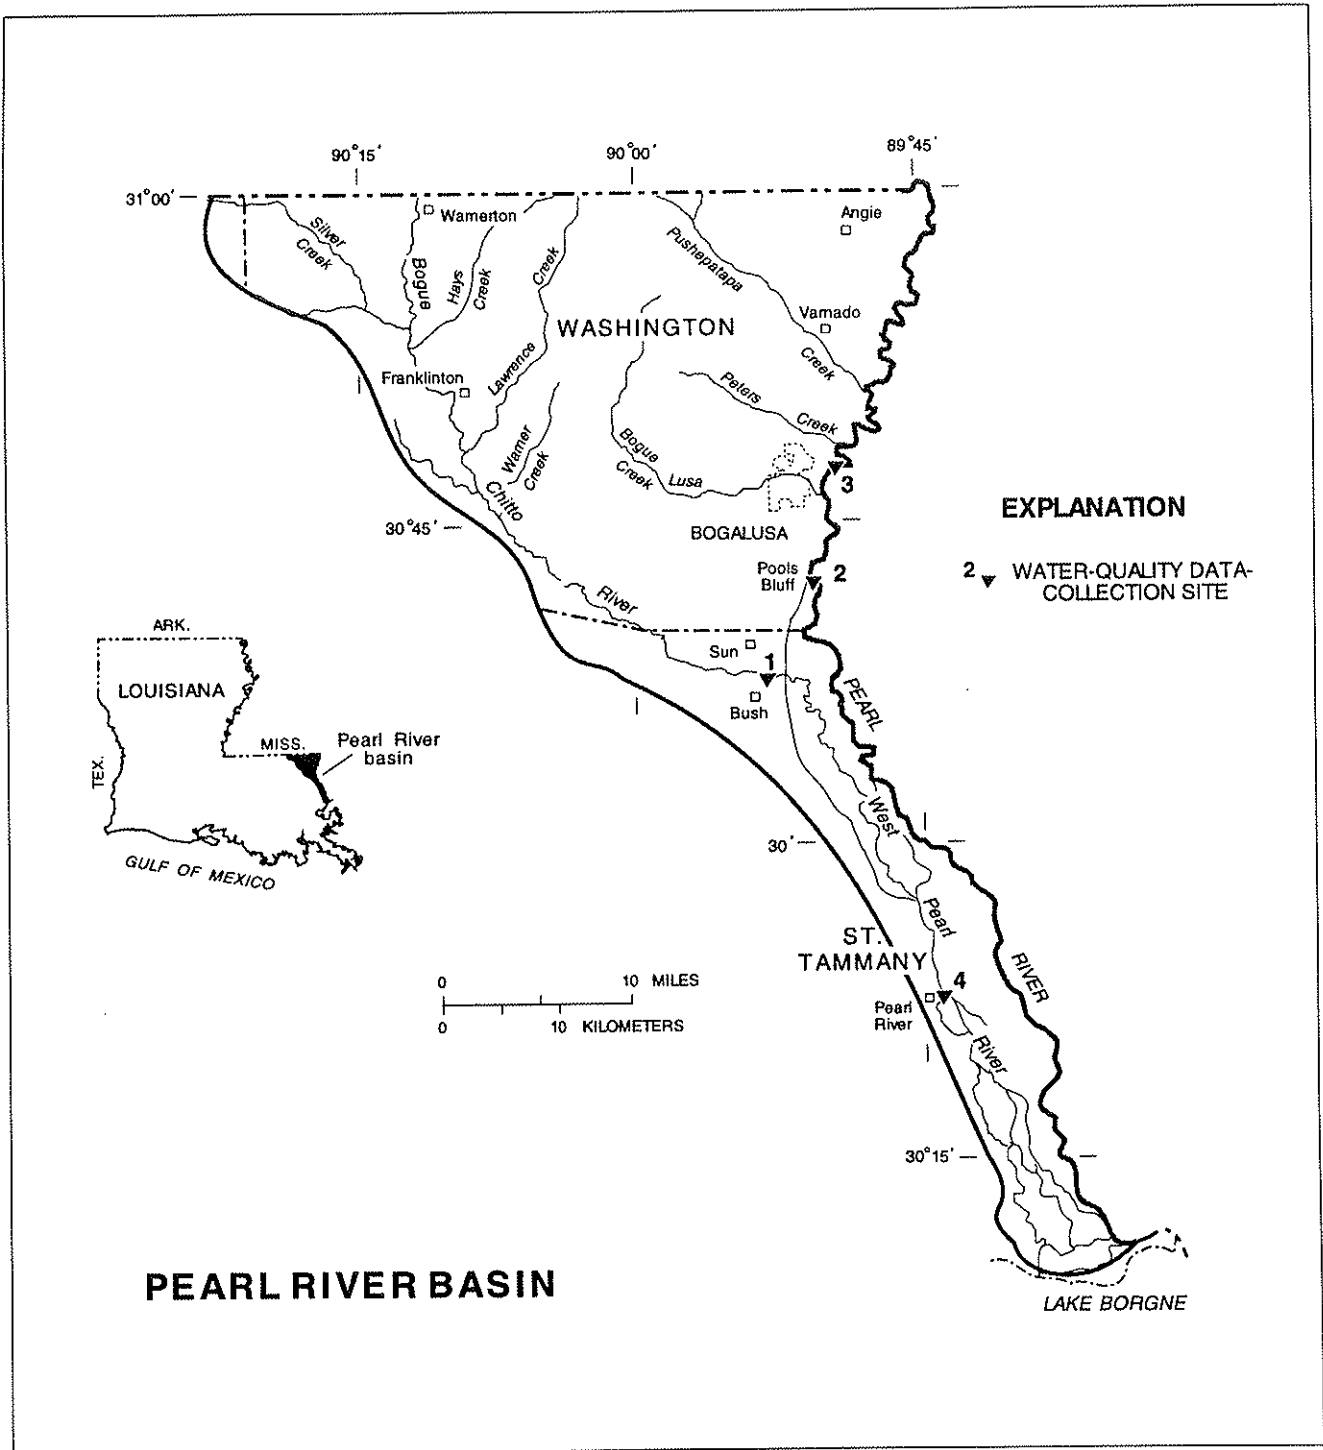 90°15'
90°00'
89°45'
31°00'
Wamerton
Angie
Silver
Creek
Bogue
Hays
Creek
Creek
Pushepatapa
WASHINGTON
Varnado
Creek
Lawrence
Franklinton
Peters
Creek
Warner
Creek
Bogue
Creek
Lusa
Chitto
3
30°45'
BOGALUSA
EXPLANATION
Pools
Bluff
2
2 WATER-QUALITY DATA-
COLLECTION SITE
River
ARK.
Sun
1
LOUISIANA
PEARL
Bush
MISS.
Pearl River
basin
TEX.
West
30'
GULF OF MEXICO
Pearl
ST.
TAMMANY
RIVER
0 10 MILES
4
Pearl
River
0 10 KILOMETERS
River
30°15'
PEARL RIVER BASIN
LAKE BORGNE